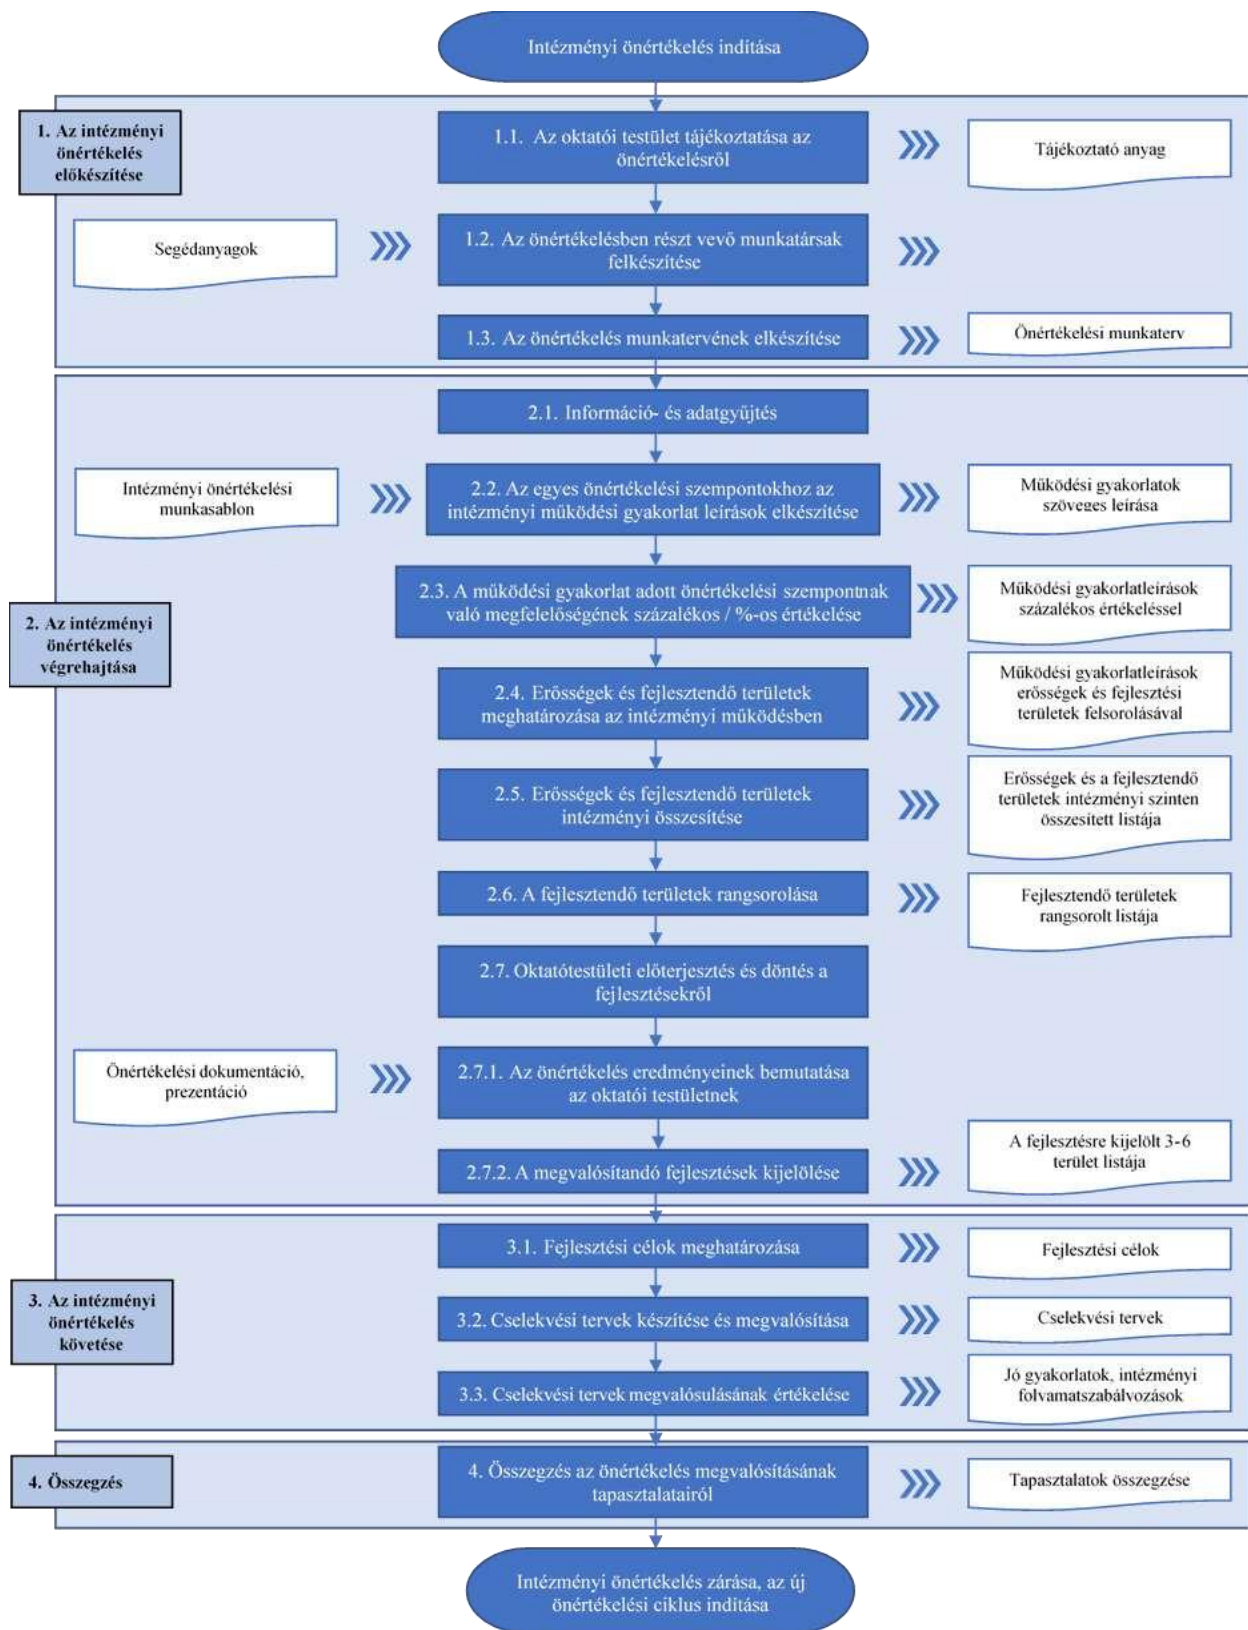 Intézményi önértékelés indítása
1. Az intézményi
önértékelés
előkészítése
1.1. Az oktatói testület tájékoztatása az
önértékelésről
Tájékoztató anyag
Segédanyagok
1.2. Az önértékelésben részt vevő munkatársak
felkészítése
1.3. Az önértékelés munkatervének elkészítése
Önértékelési munkaterv
2. Az intézményi
önértékelés
végrehajtása
2.1. Információ- és adatgyűjtés
Intézményi önértékelési
munkasablon
2.2. Az egyes önértékelési szempontokhoz az
intézményi működési gyakorlat leírások elkészítése
Működési gyakorlatok
szöveges leírása
2.3. A működési gyakorlat adott önértékelési szempontnak
való megfelelőségének százalékos / %-os értékelése
Működési gyakorlatleírások
százalékos értékeléssel
2.4. Erősségek és fejlesztendő területek
meghatározása az intézményi működésben
Működési gyakorlatleírások
erősségek és fejlesztési
területek felsorolásával
2.5. Erősségek és fejlesztendő területek
intézményi összesítése
Erősségek és a fejlesztendő
területek intézményi szinten
összesített listája
2.6. A fejlesztendő területek rangsorolása
Fejlesztendő területek
rangsorolt listája
2.7. Oktatótestületi előterjesztés és döntés a
fejlesztésekről
Önértékelési dokumentáció,
prezentáció
2.7.1. Az önértékelés eredményeinek bemutatása
az oktatói testületnek
2.7.2. A megvalósítandó fejlesztések kijelölése
A fejlesztésre kijelölt 3-6
terület listája
3. Az intézményi
önértékelés
követése
3.1. Fejlesztési célok meghatározása
Fejlesztési célok
3.2. Cselekvési tervek készítése és megvalósítása
Cselekvési tervek
3.3. Cselekvési tervek megvalósulásának értékelése
Jó gyakorlatok, intézményi
folyamatszabályozások
4. Összegzés
4. Összegzés az önértékelés megvalósításának
tapasztalatairól
Tapasztalatok összegzése
Intézményi önértékelés zárása, az új
önértékelési ciklus indítása